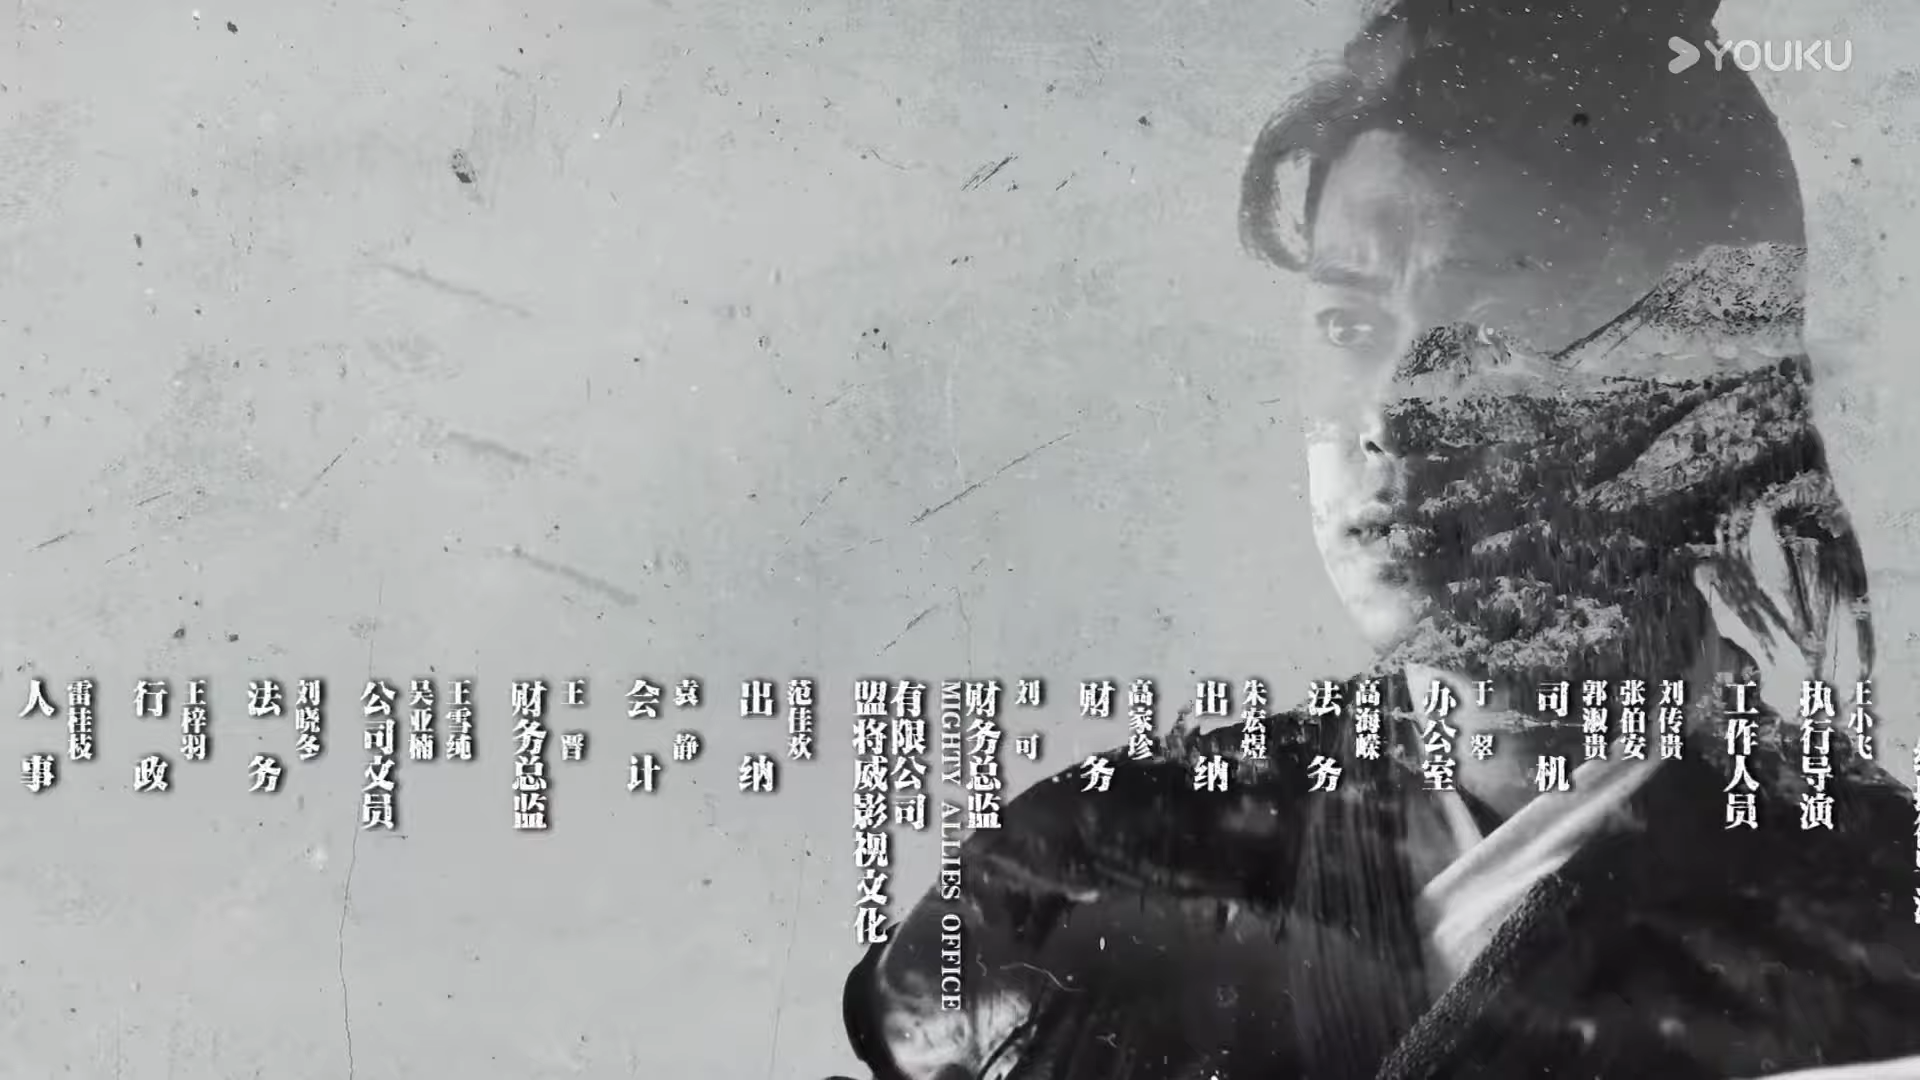 YOUKU
人事
雷桂枝
行政
王梓羽
法务
刘晓冬
公司文员
吴亚楠
王雪纯
财务总监
王晋
会计
袁静
出纳
范佳欢
盟将威影视文化
有限公司
MIGHTY ALLIES OFFICE
财务总监
刘可
财务
高家珍
出纳
朱宏煜
法务
高海嵘
办公室
于翠
司机
郭淑贵
张伯安
刘传贵
工作人员
执行导演
王小飞